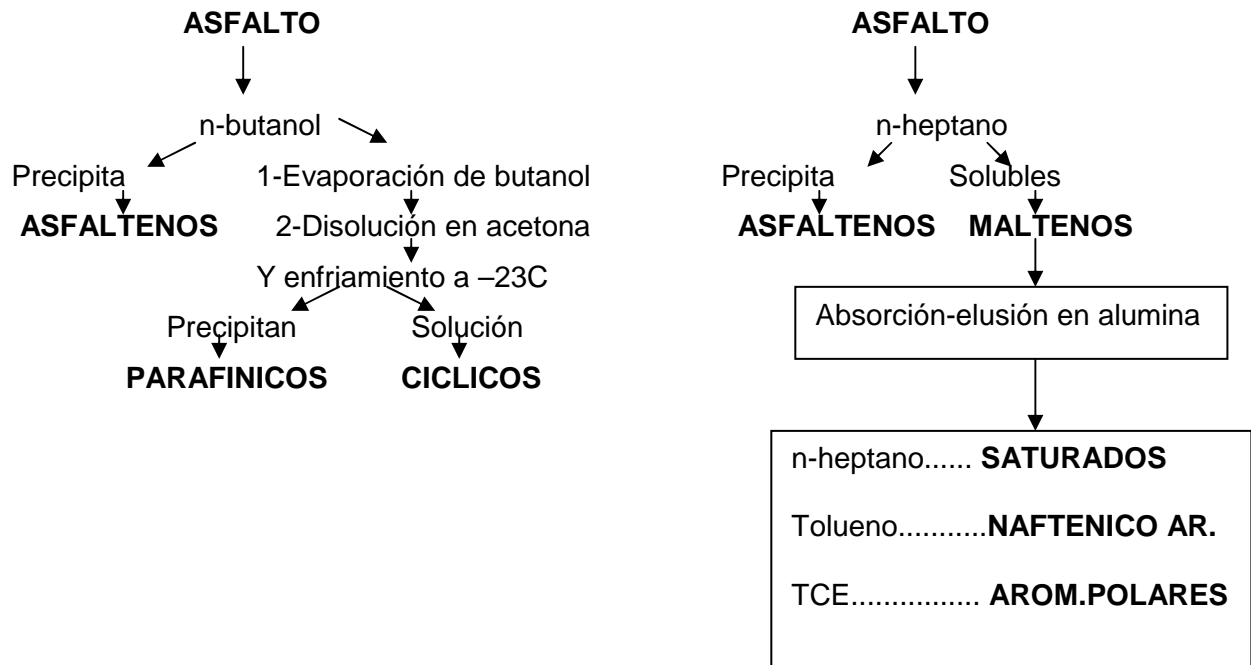 ASFALTO
n-butanol
Precipita
1-Evaporación de butanol
ASFALTENOS
2-Disolución en acetona
Y enfriamiento a –23C
Precipitan
Solución
PARAFINICOS
CICLICOS
ASFALTO
n-heptano
Precipita
Solubles
ASFALTENOS
MALTENOS
Absorción-elusión en alumina
n-heptano...... SATURADOS
Tolueno...........NAFTENICO AR.
TCE................ AROM.POLARES